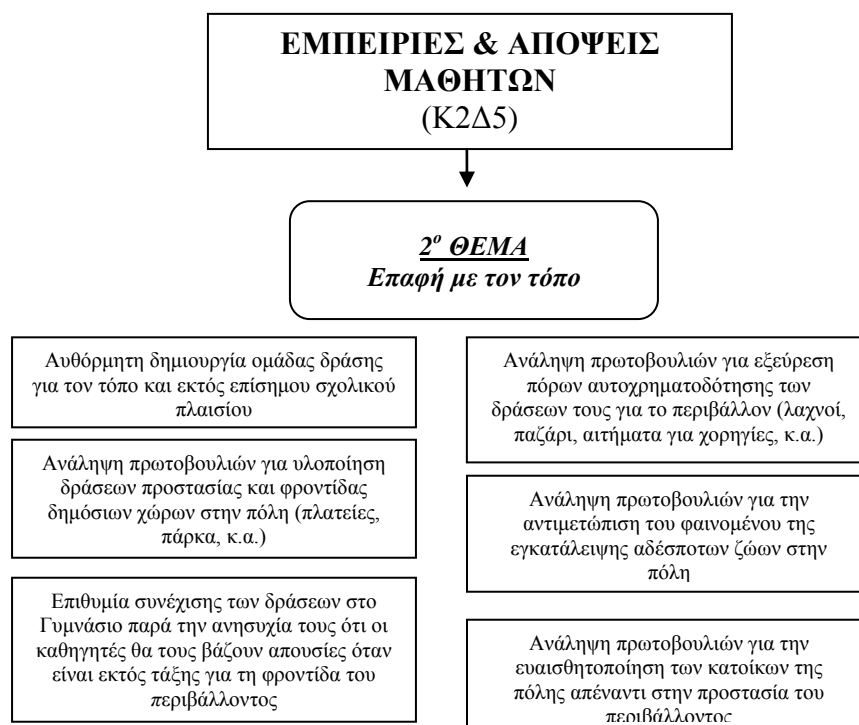 ΕΜΠΕΙΡΙΕΣ & ΑΠΟΨΕΙΣ
ΜΑΘΗΤΩΝ
(Κ2Δ5)
2ο ΘΕΜΑ
Επαφή με τον τόπο
Αυθόρμητη δημιουργία ομάδας δράσης
για τον τόπο και εκτός επίσημου σχολικού
πλαισίου
Ανάληψη πρωτοβουλιών για υλοποίηση
δράσεων προστασίας και φροντίδας
δημόσιων χώρων στην πόλη (πλατείες,
πάρκα, κ.α.)
Επιθυμία συνέχισης των δράσεων στο
Γυμνάσιο παρά την ανησυχία τους ότι οι
καθηγητές θα τους βάζουν απουσίες όταν
είναι εκτός τάξης για τη φροντίδα του
περιβάλλοντος
Ανάληψη πρωτοβουλιών για εξεύρεση
πόρων αυτοχρηματοδότησης των
δράσεων τους για το περιβάλλον (λαχνοί,
παζάρι, αιτήματα για χορηγίες, κ.α.)
Ανάληψη πρωτοβουλιών για την
αντιμετώπιση του φαινομένου της
εγκατάλειψης αδέσποτων ζώων στην
πόλη
Ανάληψη πρωτοβουλιών για την
ευαισθητοποίηση των κατοίκων της
πόλης απέναντι στην προστασία του
περιβάλλοντος